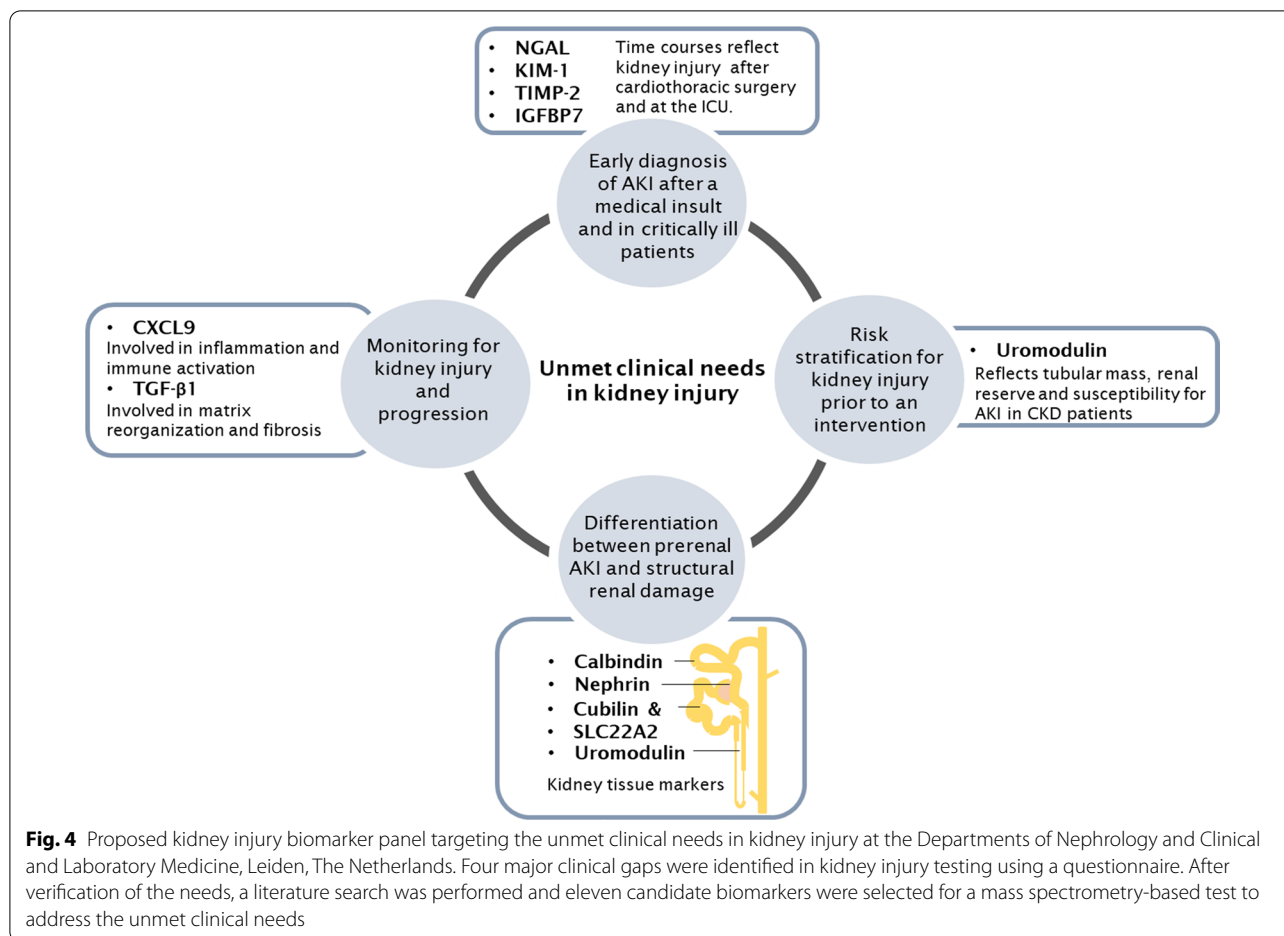 • NGAL
• KIM-1
• TIMP-2
• IGFBP7
Time courses reflect
kidney injury after
cardiothoracic surgery
and at the ICU.
Early diagnosis
of AKI after a
medical insult
and in critically ill
patients
• CXCL9
Involved in inflammation and
immune activation
• TGF-β1
Involved in matrix
reorganization and fibrosis
Monitoring for
kidney injury
and
progression
Unmet clinical needs
in kidney injury
Risk
stratification for
kidney injury
prior to an
intervention
• Uromodulin
Reflects tubular mass, renal
reserve and susceptibility for
AKI in CKD patients
Differentiation
between prerenal
AKI and structural
renal damage
• Calbindin
• Nephrin
• Cubilin &
• SLC22A2
• Uromodulin
Kidney tissue markers
Fig. 4 Proposed kidney injury biomarker panel targeting the unmet clinical needs in kidney injury at the Departments of Nephrology and Clinical
and Laboratory Medicine, Leiden, The Netherlands. Four major clinical gaps were identified in kidney injury testing using a questionnaire. After
verification of the needs, a literature search was performed and eleven candidate biomarkers were selected for a mass spectrometry-based test to
address the unmet clinical needs